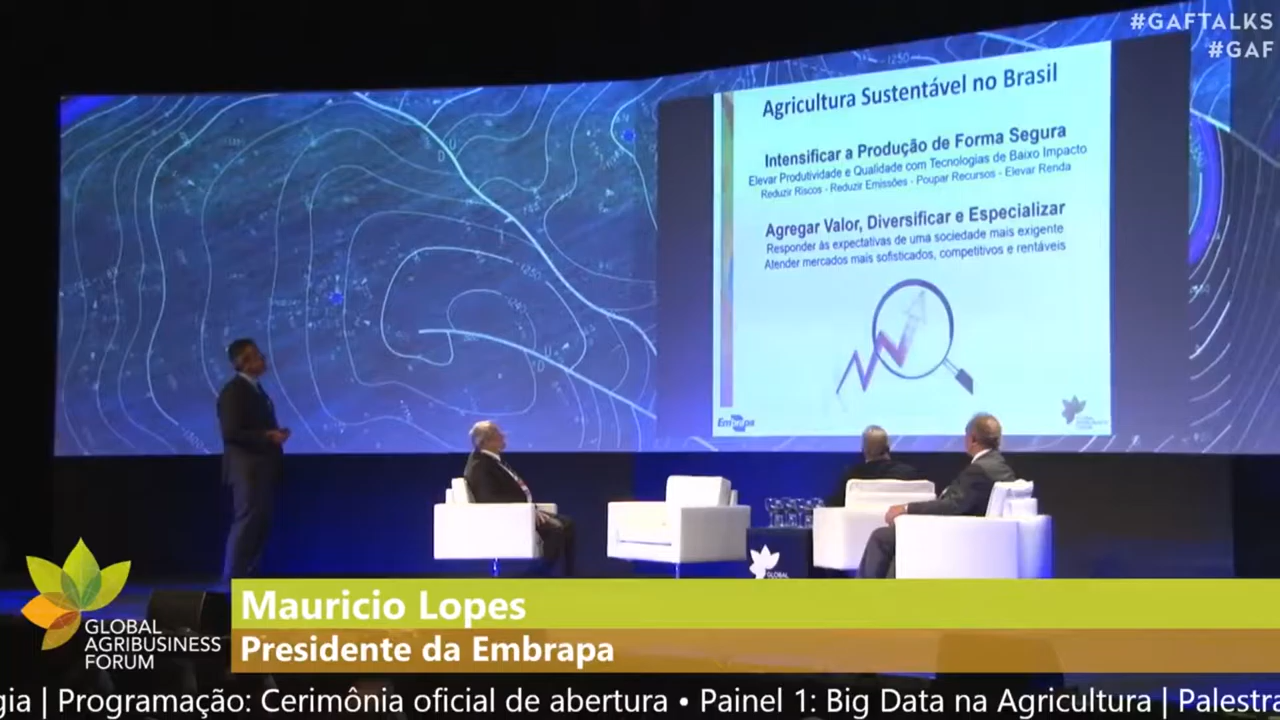 #GAFTALKS
#GAF
Agricultura Sustentável no Brasil
Intensificar a Produção de Forma Segura
Elevar Produtividade e Qualidade com Tecnologias de Baixo Impacto
Reduzir Riscos - Reduzir Emissões - Poupar Recursos - Elevar Renda
Agregar Valor, Diversificar e Especializar
Responder às expectativas de uma sociedade mais exigente
Atender mercados mais sofisticados, competitivos e rentáveis
Embrapa
GLOBAL
GLOBAL
AGRIBUSINESS
FORUM
Mauricio Lopes
Presidente da Embrapa
gia | Programação: Cerimônia oficial de abertura • Painel 1: Big Data na Agricultura | Palestra